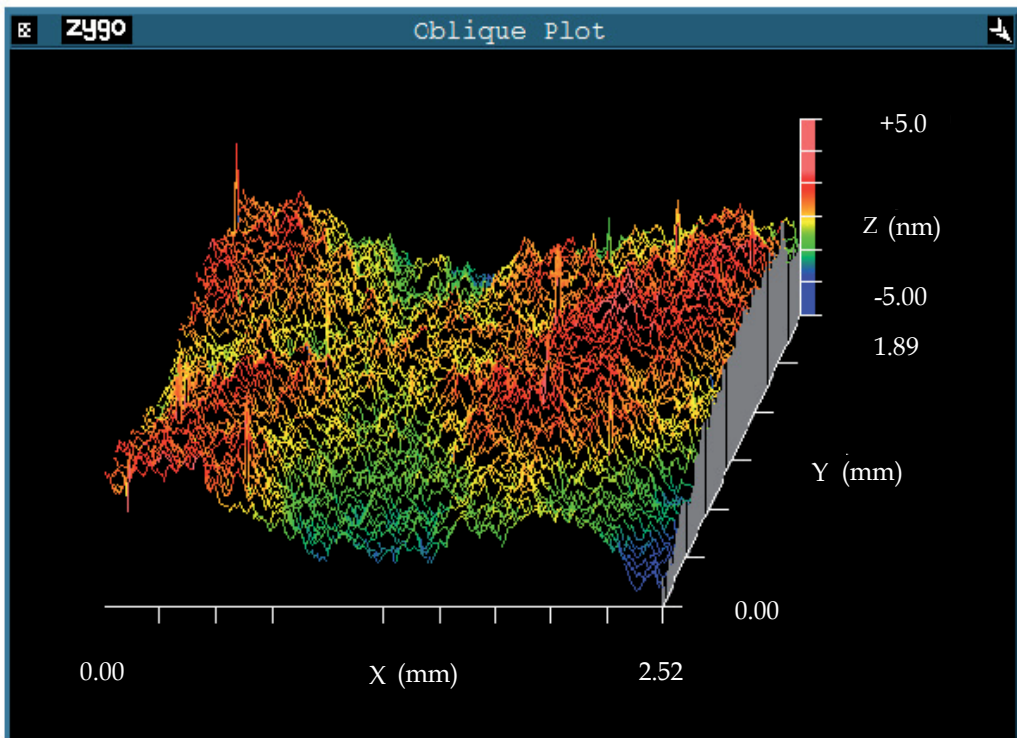 zygo
Oblique Plot
+5.0
Z (nm)
-5.00
1.89
Y (mm)
0.00
0.00
X (mm)
2.52